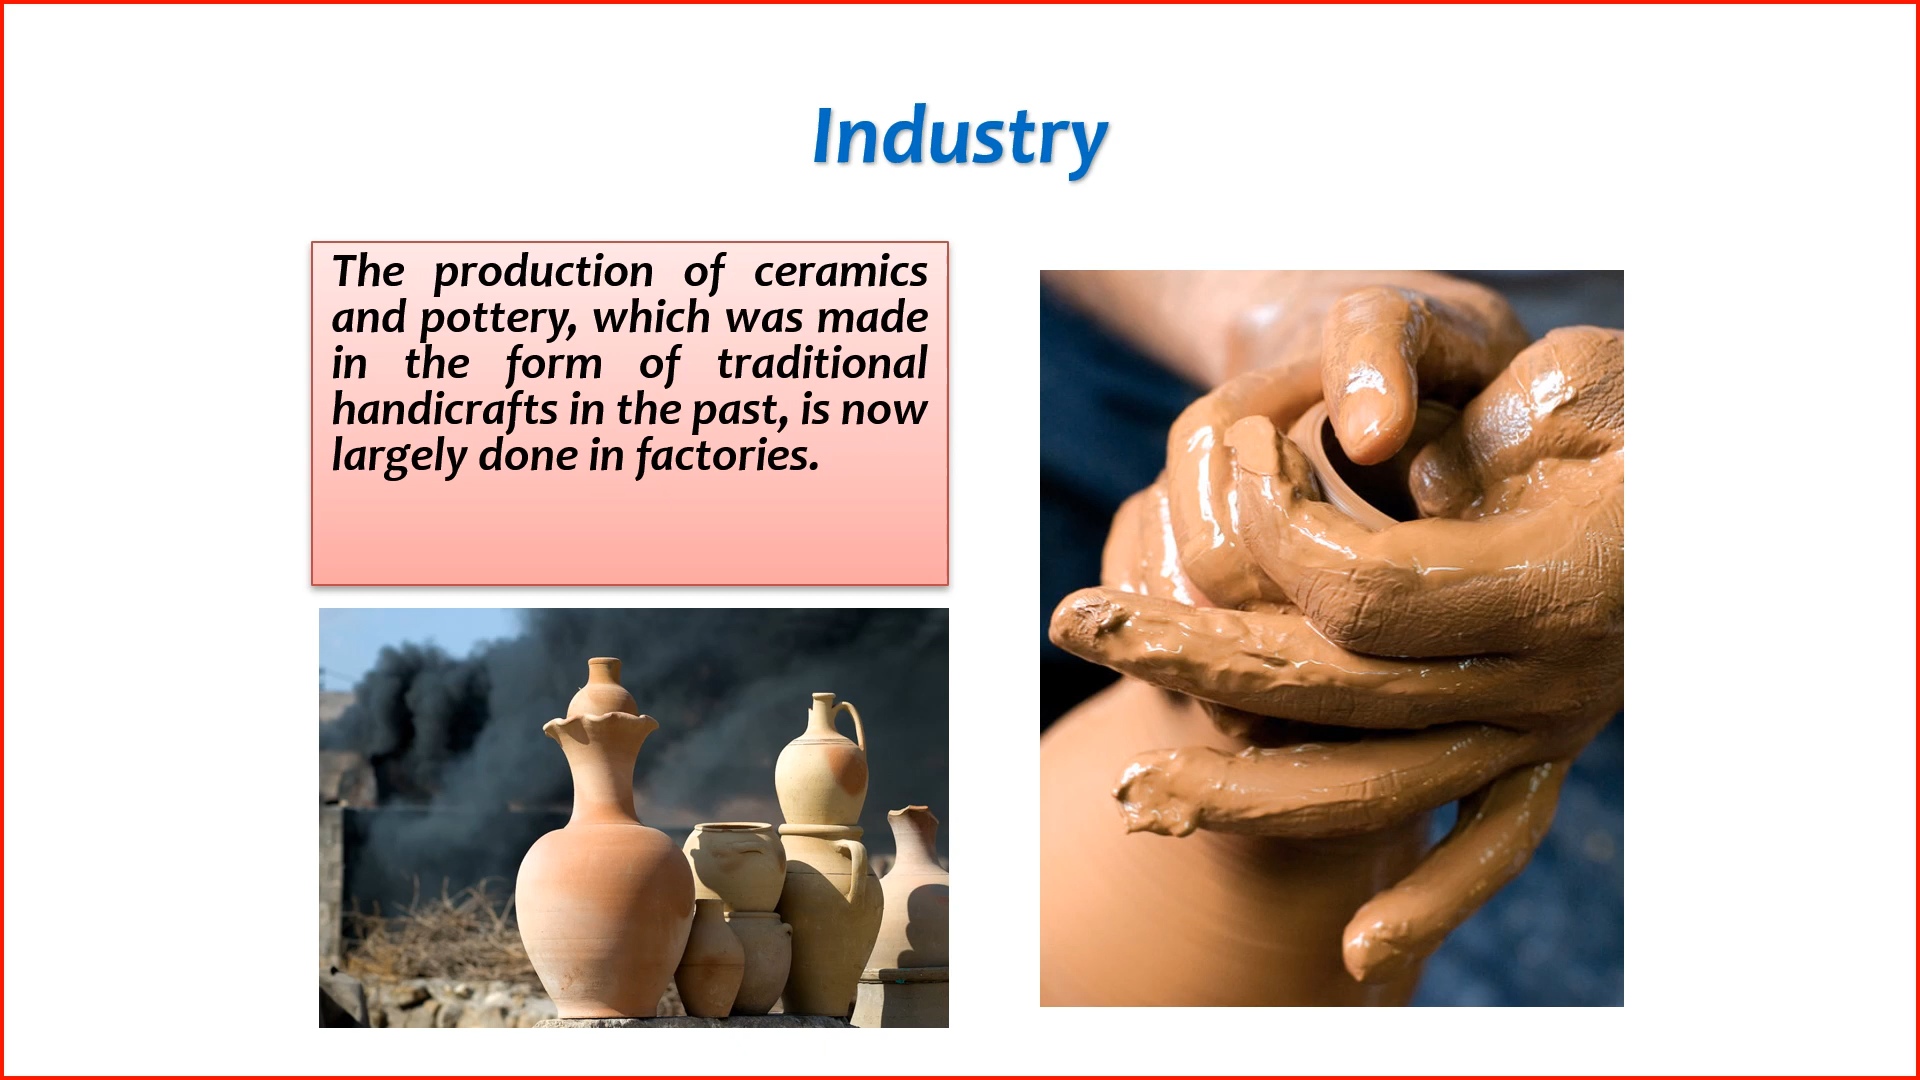 Industry
The production of ceramics
and pottery, which was made
in the form of traditional
handicrafts in the past, is now
largely done in factories.